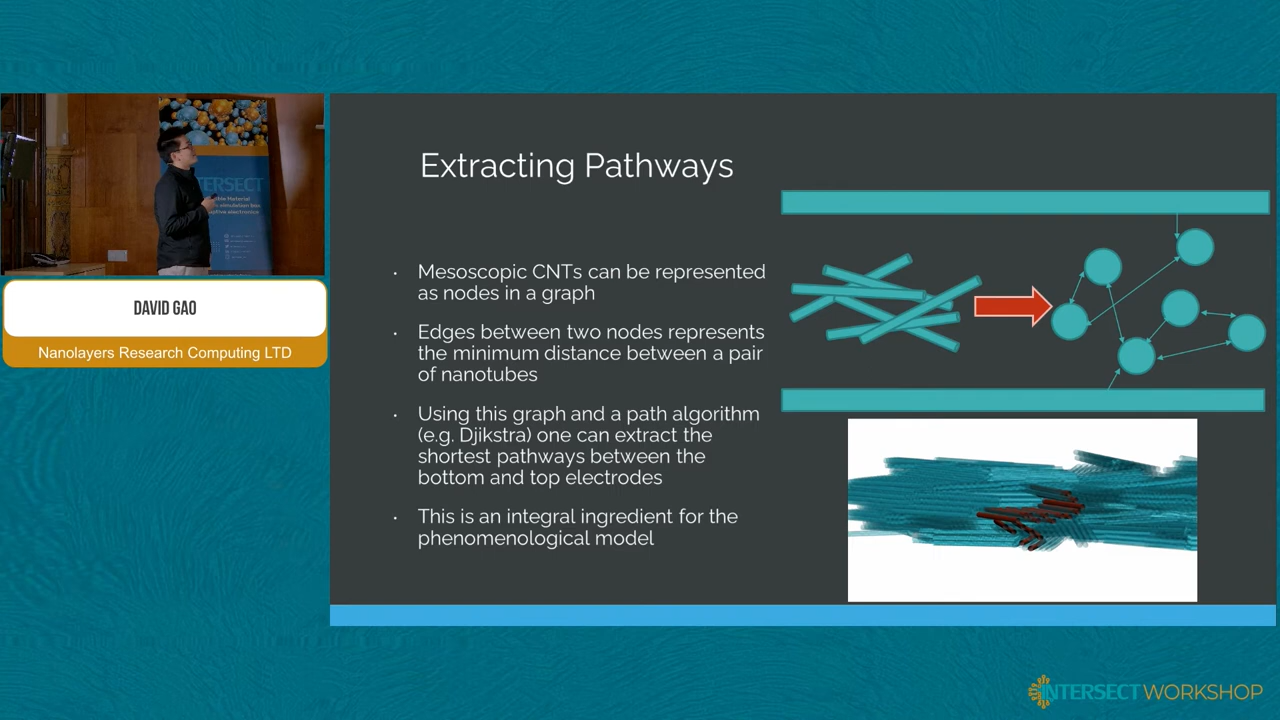 Extracting Pathways
• Mesoscopic CNTs can be represented
as nodes in a graph
• Edges between two nodes represents
the minimum distance between a pair
of nanotubes
• Using this graph and a path algorithm
(e.g. Djikstra) one can extract the
shortest pathways between the
bottom and top electrodes
• This is an integral ingredient for the
phenomenological model
DAVID GAO
Nanolayers Research Computing LTD
INTERSECT WORKSHOP